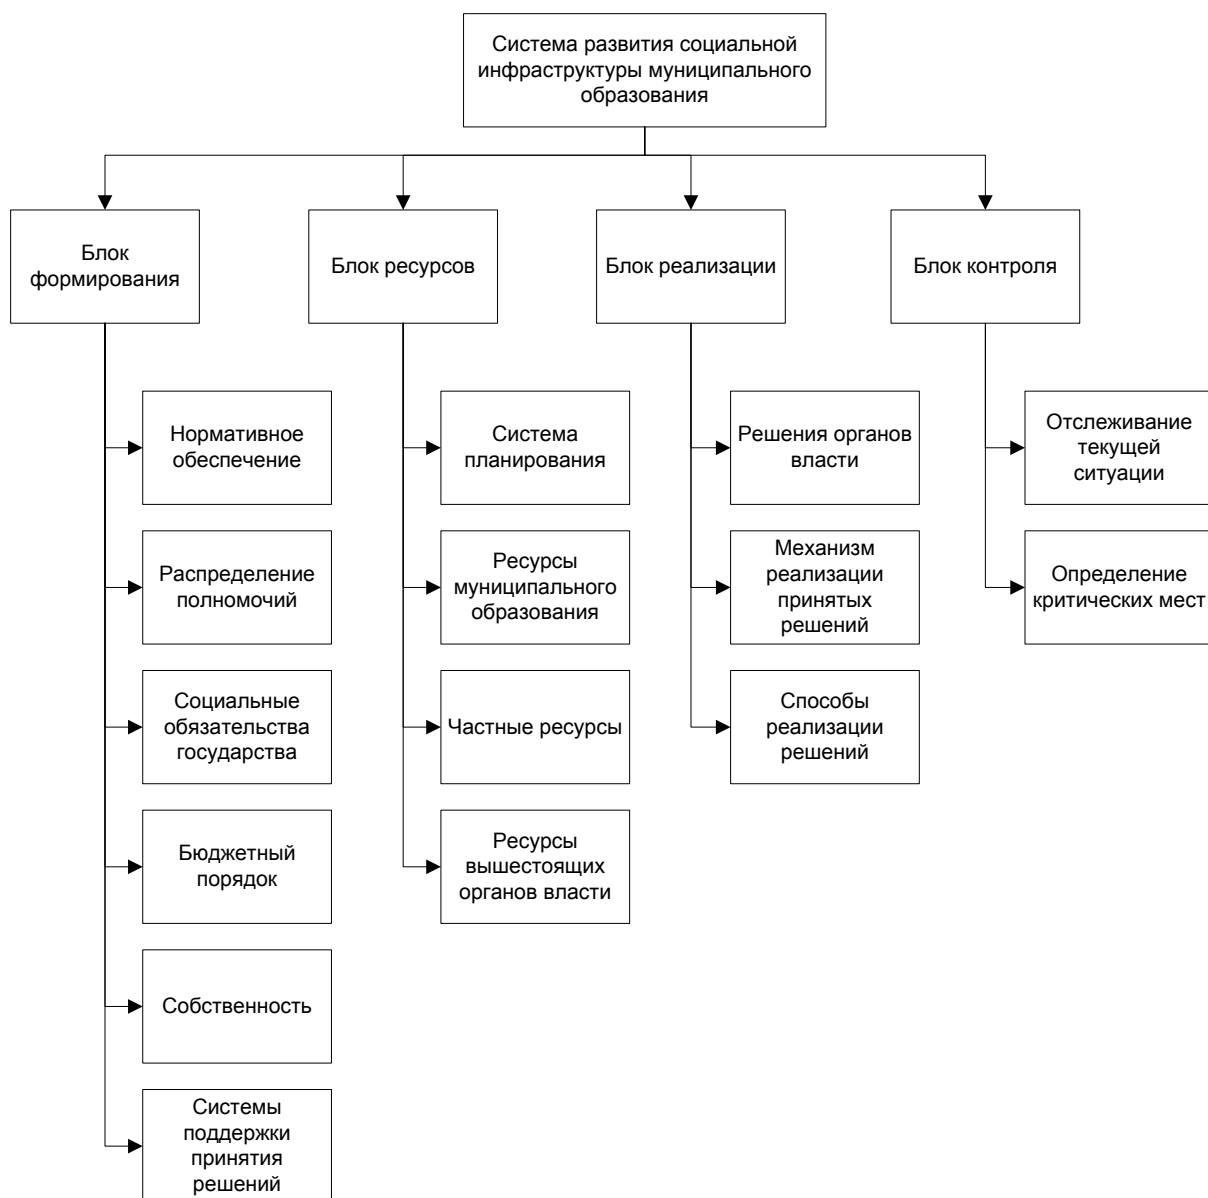 Система развития социальной
инфраструктуры муниципального
образования
Блок
формирования
Блок ресурсов
Блок реализации
Блок контроля
Нормативное
обеспечение
Распределение
полномочий
Социальные
обязательства
государства
Бюджетный
порядок
Собственность
Системы
поддержки
принятия
решений
Система
планирования
Ресурсы
муниципального
образования
Частные ресурсы
Ресурсы
вышестоящих
органов власти
Решения органов
власти
Механизм
реализации
принятых
решений
Способы
реализации
решений
Отслеживание
текущей
ситуации
Определение
критических мест